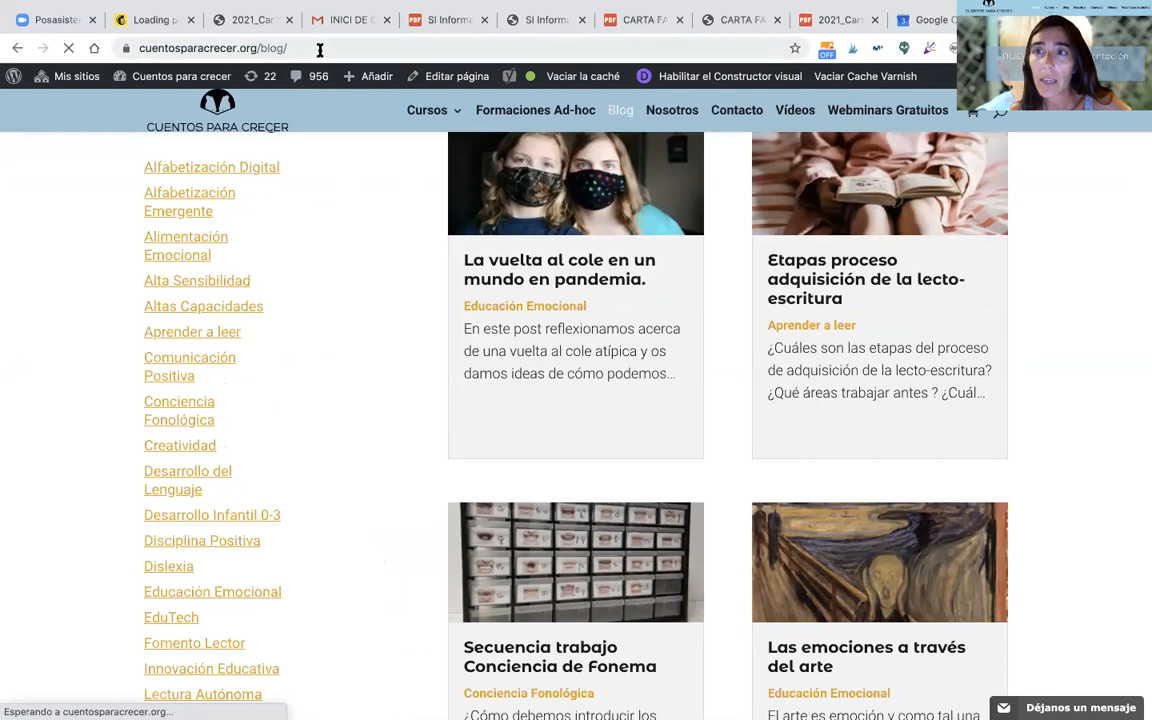 Posasister
Loading p
2021_Car
INICI DE C
SI Informa
SI Inform
CARTA FA
CARTA FA
2021_Car
Google C
cuentosparacrecer.org/blog/
OFF
Mis sitios
Cuentos para crecer
22
956
Añadir
Editar página
Vaciar la caché
Habilitar el Constructor visual
Vaciar Cache Varnish
CUENTOS PARA CREÇER
Cursos
Formaciones Ad-hoc
Blog
Nosotros
Contacto
Vídeos
Webminars Gratuitos
Alfabetización Digital
Alfabetización
Emergente
Alimentación
Emocional
Alta Sensibilidad
Altas Capacidades
Aprender a leer
Comunicación
Positiva
Conciencia
Fonológica
Creatividad
Desarrollo del
Lenguaje
Desarrollo Infantil 0-3
Disciplina Positiva
Dislexia
Educación Emocional
EduTech
Fomento Lector
Innovación Educativa
Lectura Autónoma
La vuelta al cole en un
mundo en pandemia.
Educación Emocional
En este post reflexionamos acerca
de una vuelta al cole atípica y os
damos ideas de cómo podemos...
Etapas proceso
adquisición de la lecto-
escritura
Aprender a leer
¿Cuáles son las etapas del proceso
de adquisición de la lecto-escritura?
¿Qué áreas trabajar antes ? ¿Cuál...
Secuencia trabajo
Conciencia de Fonema
Conciencia Fonológica
¿Cómo debemos introducir los
Las emociones a través
del arte
Educación Emocional
El arte es emoción y como tal una
Esperando a cuentosparacrecer.org...
Déjanos un mensaje